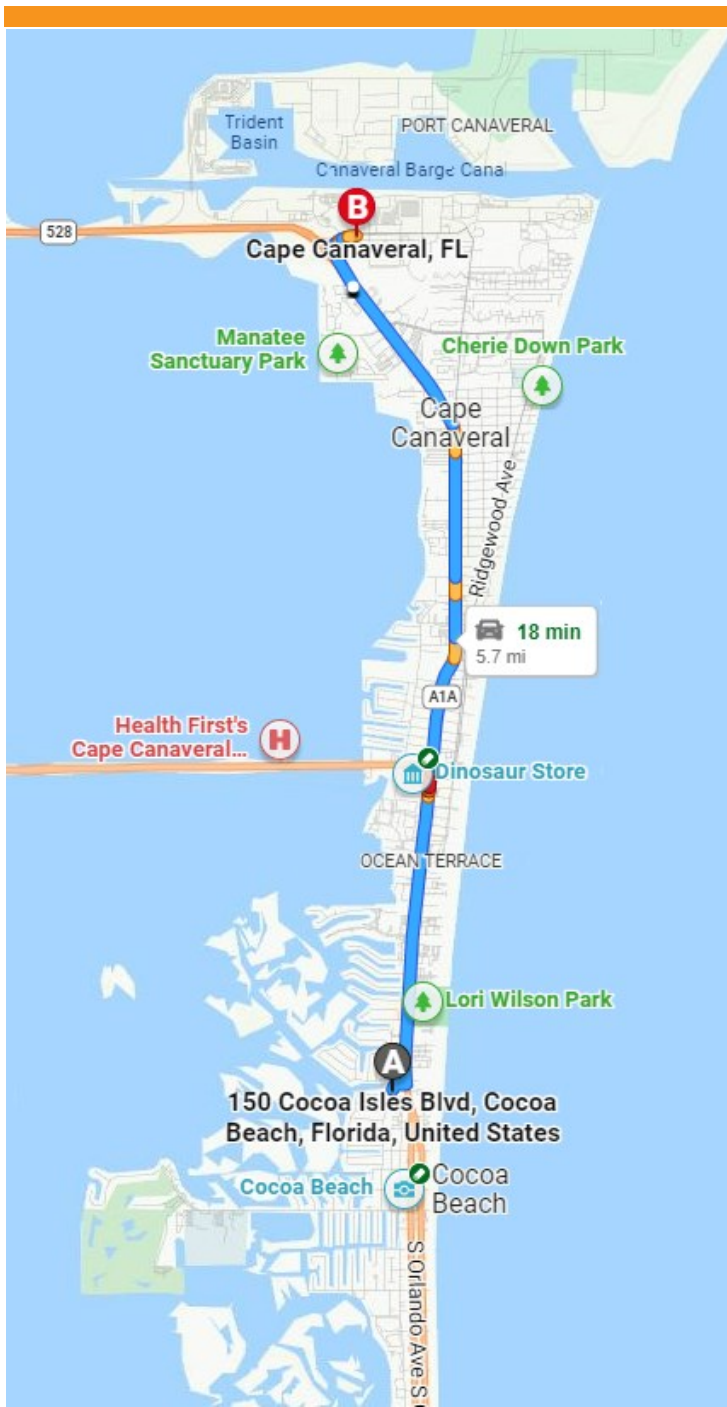 Trident
Basin
PORT CANAVERAL
Canaveral Barge Canal
B
528
Cape Canaveral, FL
Manatee
Sanctuary Park
Cherie Down Park
Cape
Canaveral
Ridgewood Ave
18 min
5.7 mi
A1A
Health First's
Cape Canaveral...
H
Dinosaur Store
OCEAN TERRACE
Lori Wilson Park
A
150 Cocoa Isles Blvd, Cocoa
Beach, Florida, United States
Cocoa Beach
Cocoa
Beach
S Orlando Ave